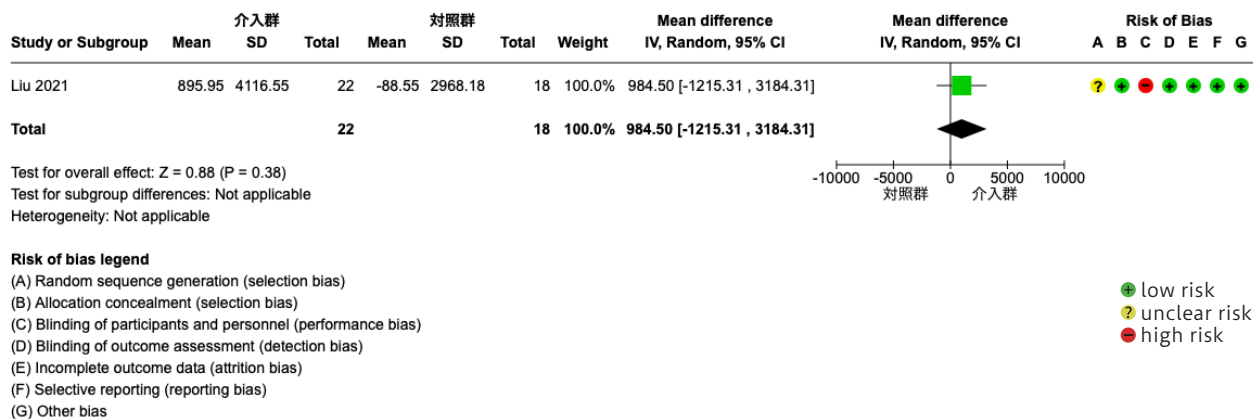 介入群 対照群 Mean difference Mean difference Risk of Bias
Study or Subgroup Mean SD Total Mean SD Total Weight IV, Random, 95% CI IV, Random, 95% CI A B C D E F G
Liu 2021 895.95 4116.55 22 -88.55 2968.18 18 100.0% 984.50 [-1215.31 , 3184.31] ? + − + + + +
Total 22 18 100.0% 984.50 [-1215.31 , 3184.31]
Test for overall effect: Z = 0.88 (P = 0.38)
Test for subgroup differences: Not applicable
Heterogeneity: Not applicable
-10000 -5000 0 5000 10000
対照群 介入群
Risk of bias legend
(A) Random sequence generation (selection bias)
(B) Allocation concealment (selection bias)
(C) Blinding of participants and personnel (performance bias)
(D) Blinding of outcome assessment (detection bias)
(E) Incomplete outcome data (attrition bias)
(F) Selective reporting (reporting bias)
(G) Other bias
+ low risk
? unclear risk
− high risk